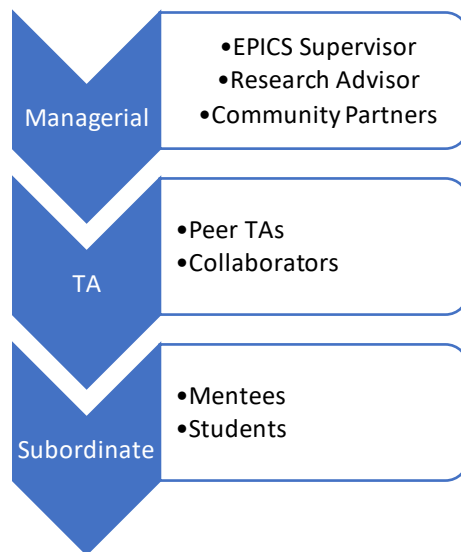 Managerial
•EPICS Supervisor
•Research Advisor
•Community Partners
TA
•Peer TAs
•Collaborators
Subordinate
•Mentees
•Students